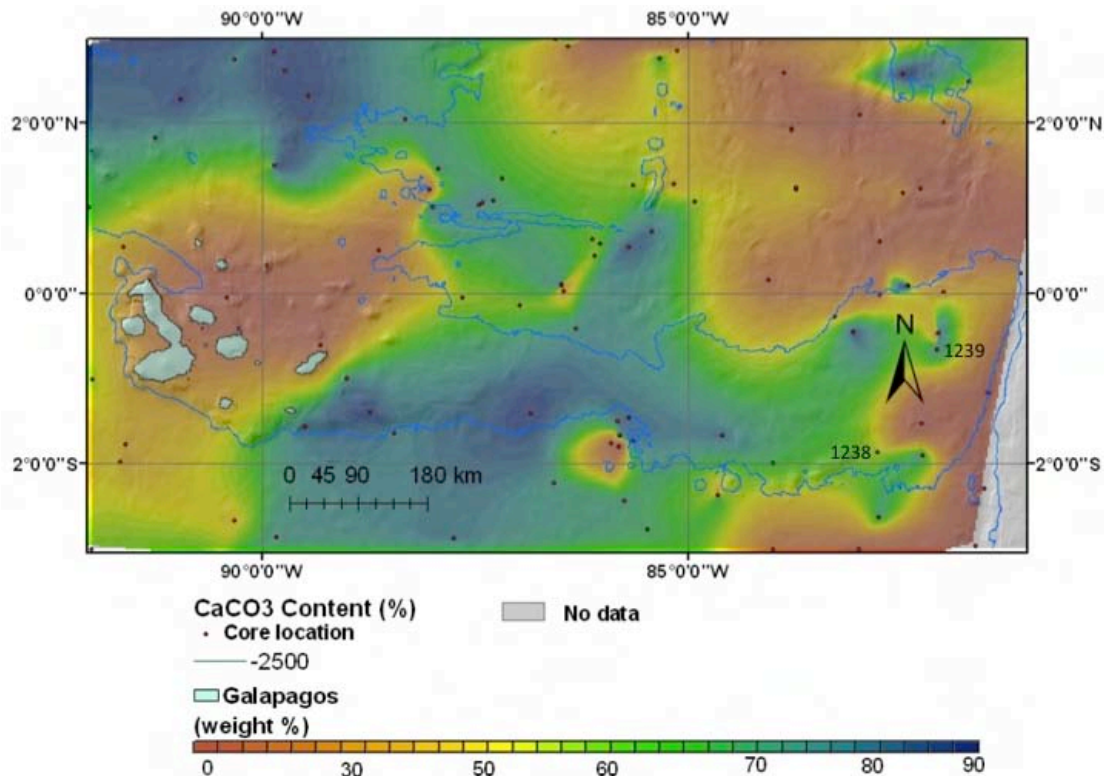 90°0'0"W 85°0'0"W
2°0'0"N 2°0'0"N
0°0'0" 0°0'0"
N
1239
1238
2°0'0"S 2°0'0"S
0 45 90 180 km
90°0'0"W 85°0'0"W
CaCO3 Content (%)
No data
Core location
-2500
Galapagos
(weight %)
0 30 50 60 70 80 90